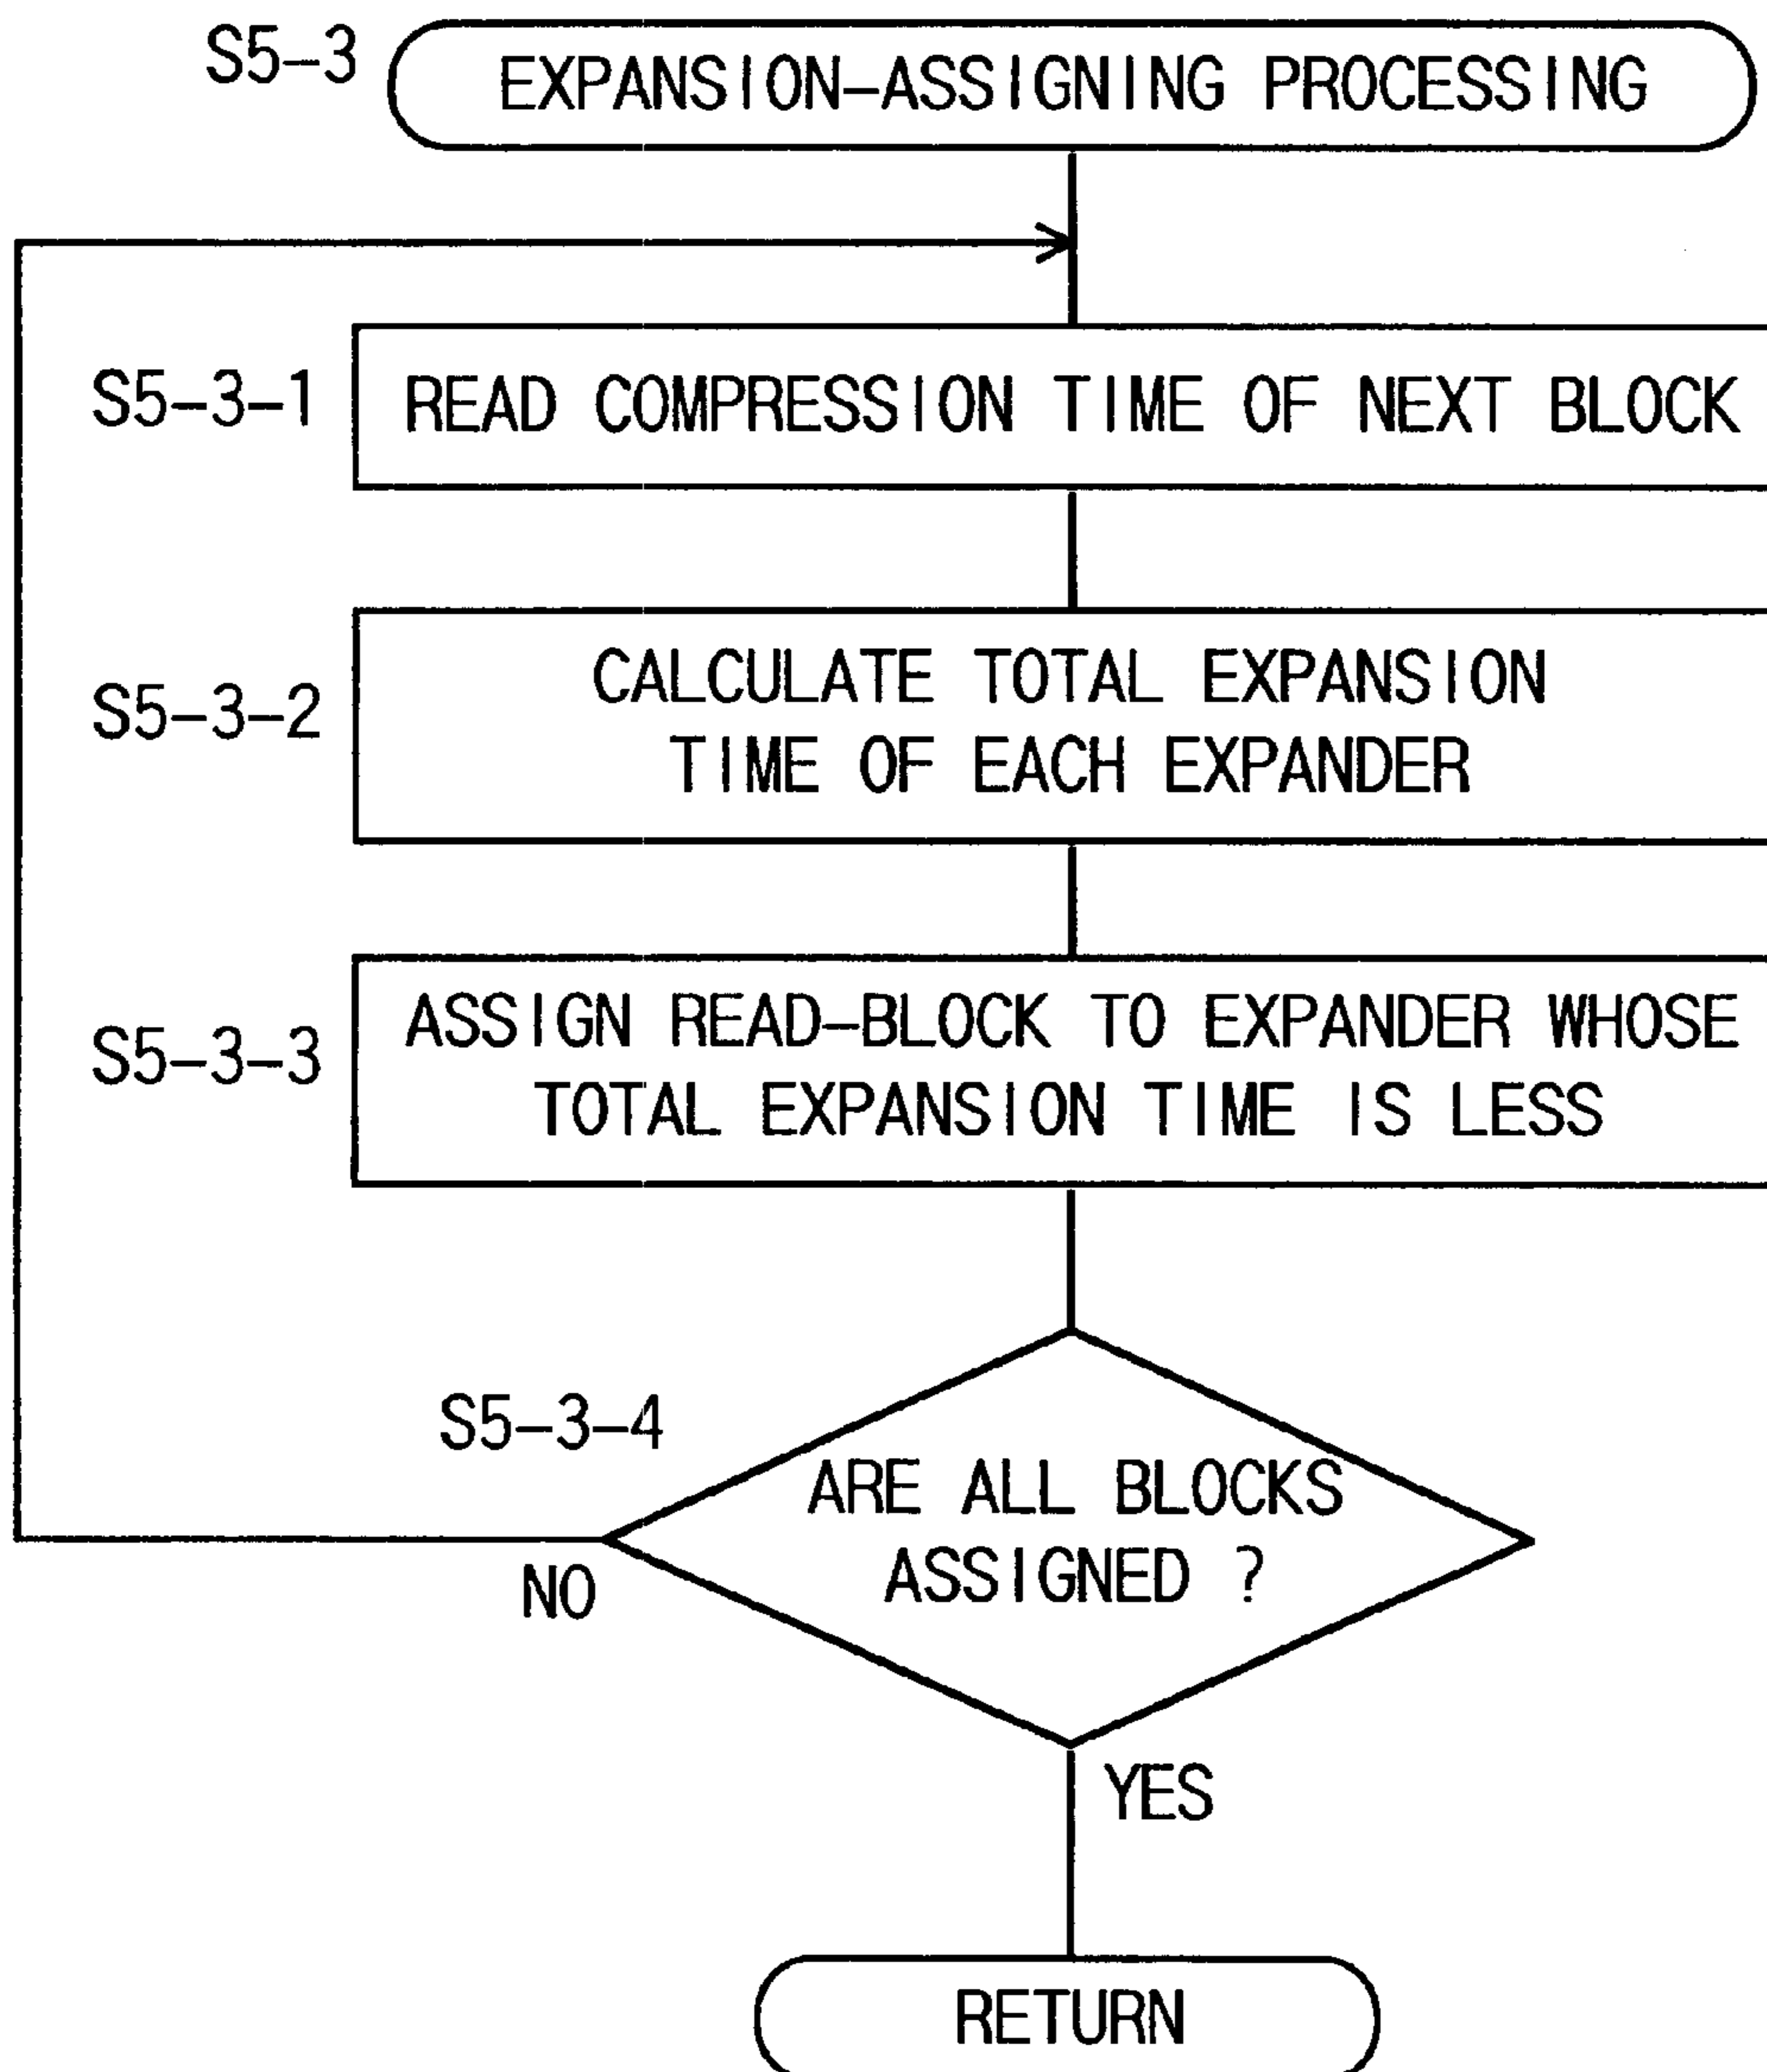 S5-3
EXPANSION-ASSIGNING PROCESSING
S5-3-1
READ COMPRESSION TIME OF NEXT BLOCK
S5-3-2
CALCULATE TOTAL EXPANSION
TIME OF EACH EXPANDER
S5-3-3
ASSIGN READ-BLOCK TO EXPANDER WHOSE
TOTAL EXPANSION TIME IS LESS
S5-3-4
ARE ALL BLOCKS
ASSIGNED ?
NO
YES
RETURN